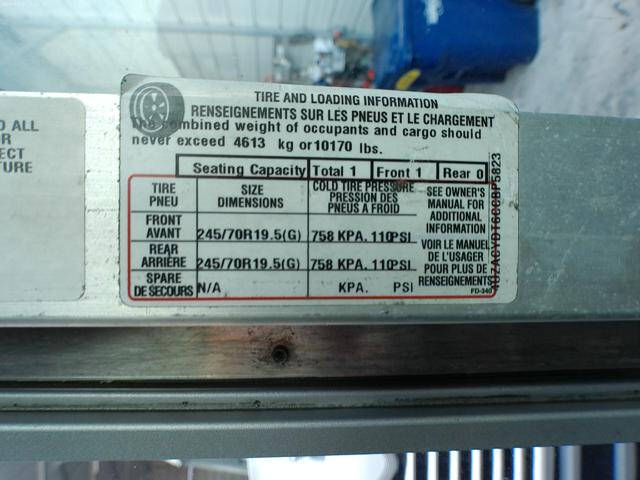 D ALL
R
ECT
TURE
TIRE AND LOADING INFORMATION
RENSEIGNEMENTS SUR LES PNEUS ET LE CHARGEMENT
The combined weight of occupants and cargo should
never exceed 4613 kg or 10170 lbs.
Seating Capacity Total 1 Front 1 Rear 0
TIRE PNEU SIZE DIMENSIONS COLD TIRE PRESSURE PRESSION DES PNEUS A FROID
FRONT AVANT 245/70R19.5(G) 758 KPA. 110PSI
REAR ARRIÈRE 245/70R19.5(G) 758 KPA. 110PSI
SPARE DE SECOURS N/A KPA. PSI
SEE OWNER'S
MANUAL FOR
ADDITIONAL
INFORMATION
VOIR LE MANUEL
DE L'USAGER
POUR PLUS DE
RENSEIGNEMENTS
FD-340